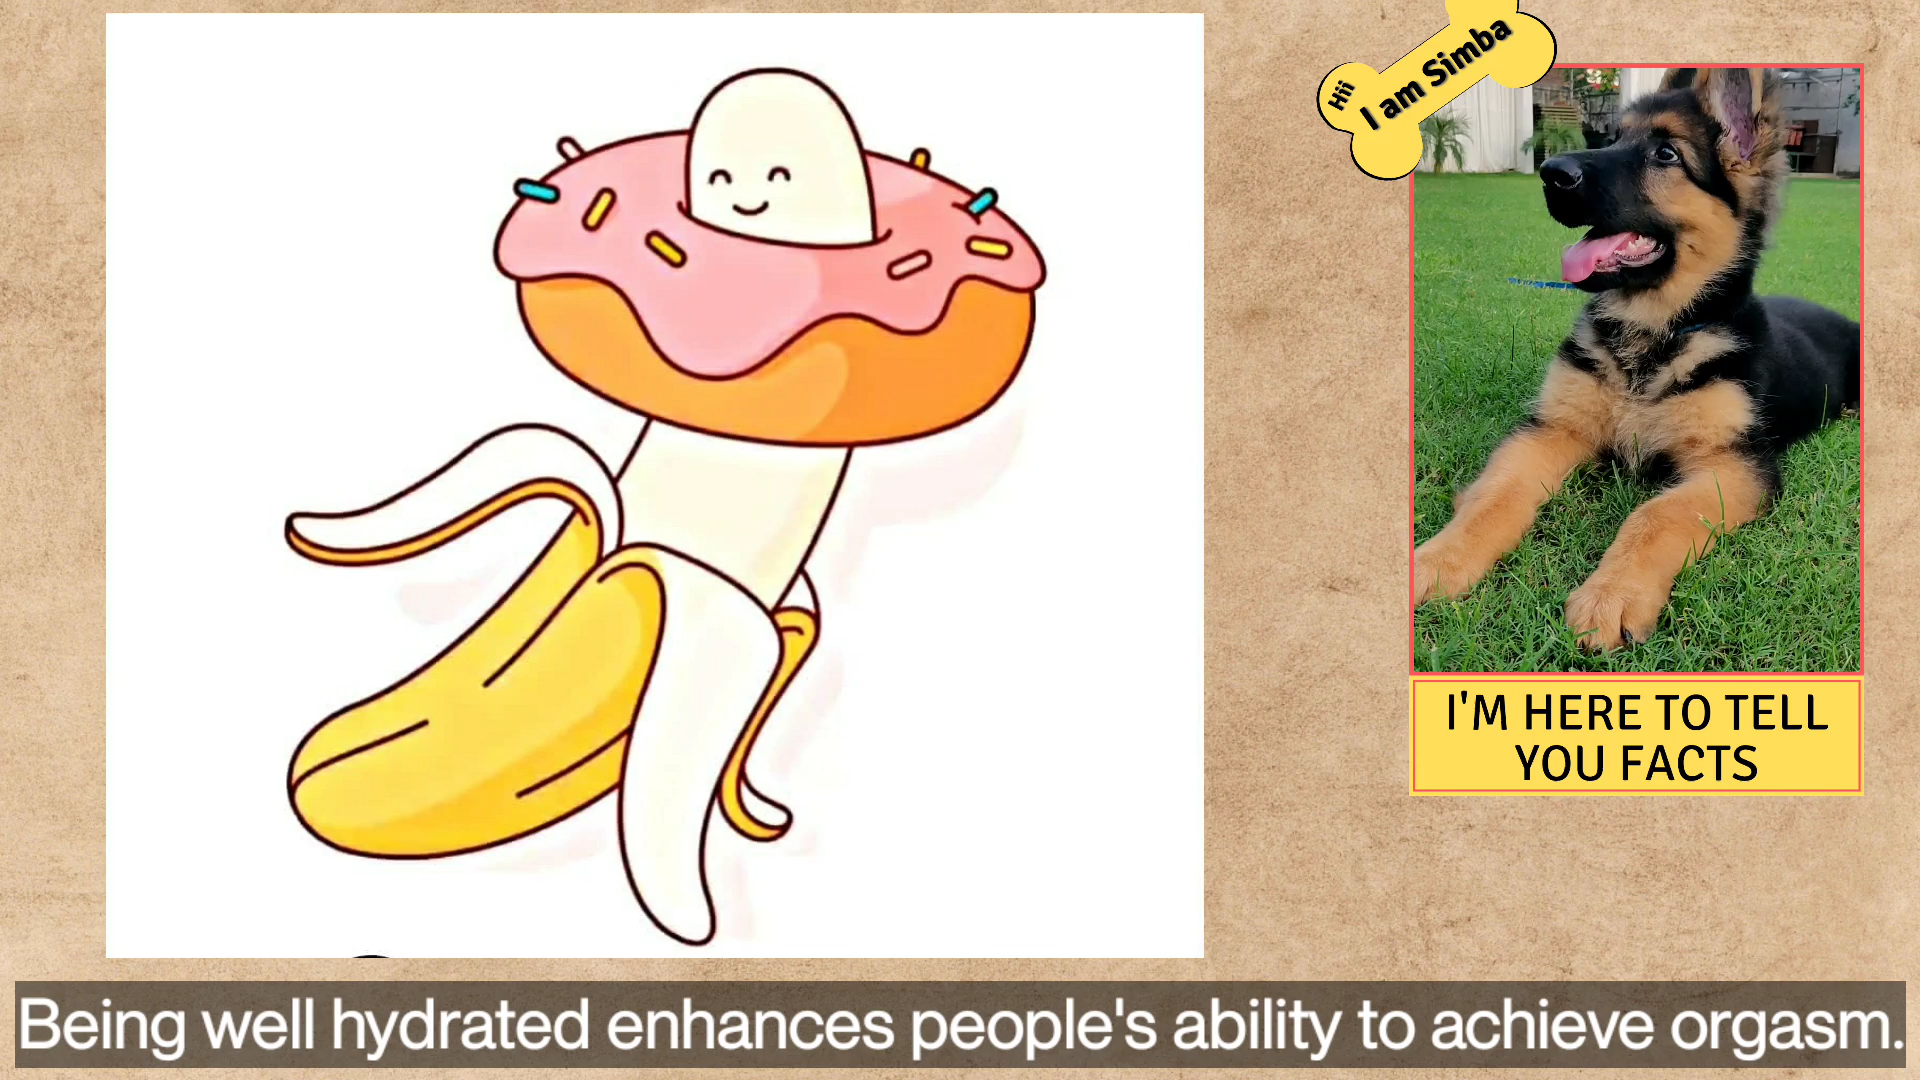 Hii
I am Simba
I'M HERE TO TELL
YOU FACTS
Being well hydrated enhances people's ability to achieve orgasm.